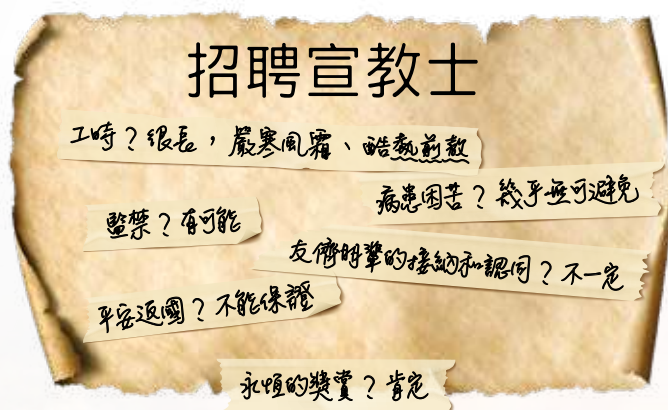 招聘宣教士
工時？很長，嚴寒風霜、酷熱煎熬
病患困苦？幾乎無可避免
監禁？有可能
友儕朋輩的接納和認同？不一定
平安返國？不能保證
永恆的獎賞？肯定